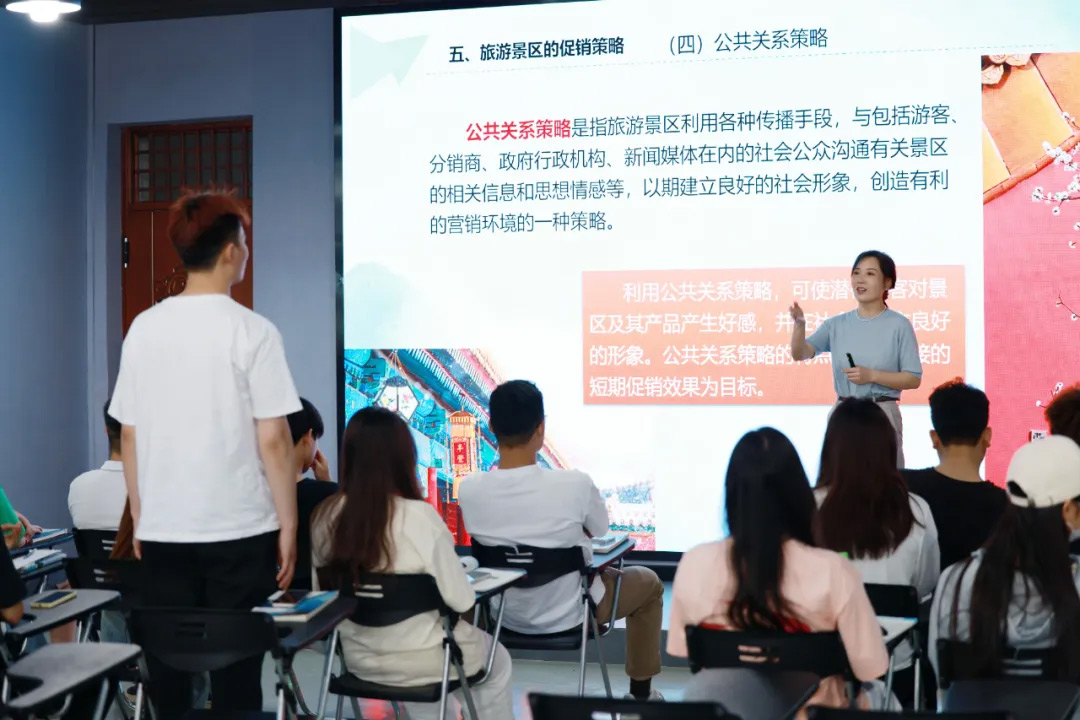 五、旅游景区的促销策略 （四）公共关系策略
公共关系策略是指旅游景区利用各种传播手段，与包括游客、
分销商、政府行政机构、新闻媒体在内的社会公众沟通有关景区
的相关信息和思想情感等，以期建立良好的社会形象，创造有利
的营销环境的一种策略。
利用公共关系策略，可使潜 客对景
区及其产品产生好感，并 良好
的形象。公共关系策略的 接的
短期促销效果为目标。